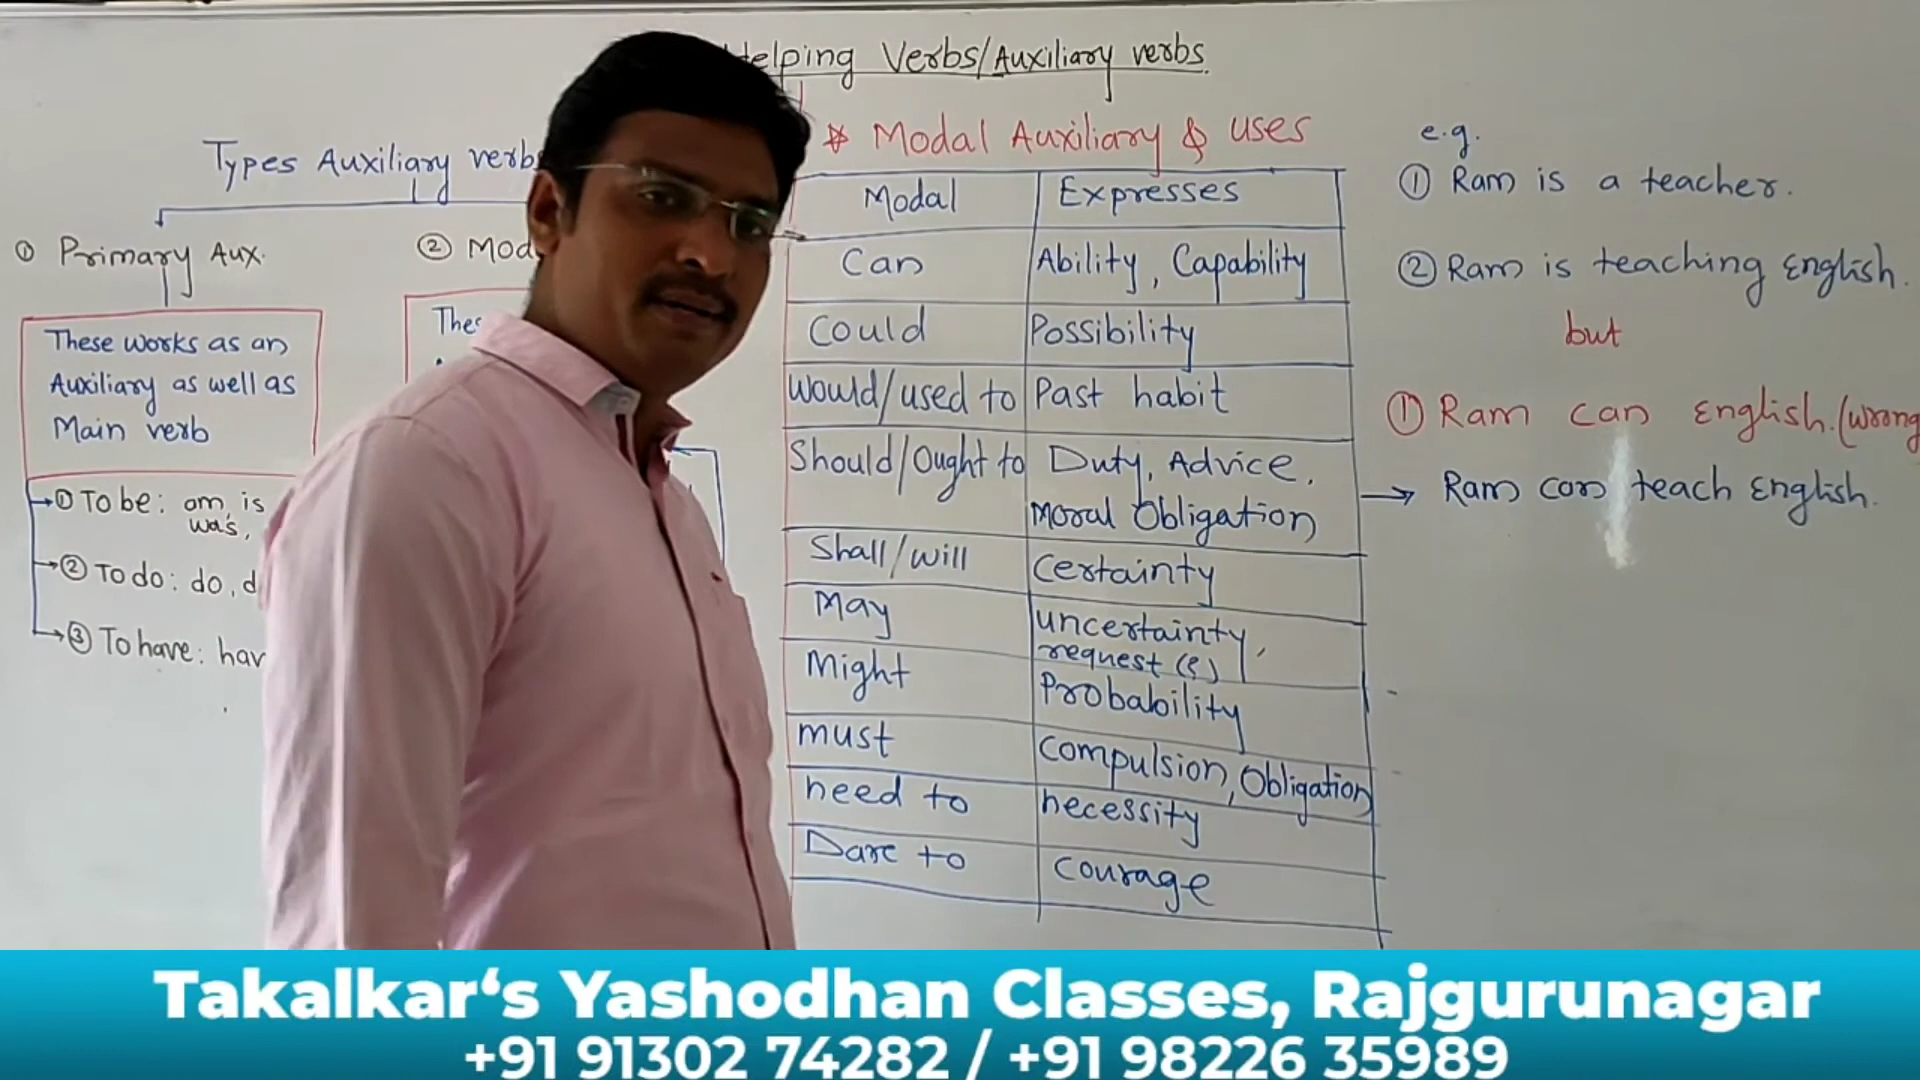 Helping Verbs/Auxiliary verbs.
Types Auxiliary verbs
① Primary Aux.
These works as an
Auxiliary as well as
Main verb
① To be: am, is
was,
② To do: do, d
③ To have: hav
② Mod
Thes
* Modal Auxiliary & uses
Modal Expresses
Can Ability, Capability
Could Possibility
Would/used to Past habit
Should/Ought to Duty, Advice,
Moral Obligation
Shall/will Certainty
May uncertainty,
request (?)
Might Probability
must Compulsion, Obligation
need to necessity
Dare to Courage
e.g.
① Ram is a teacher.
② Ram is teaching English.
but
① Ram can English. (wrong
→ Ram can teach English.
Takalkar‘s Yashodhan Classes, Rajgurunagar
+91 91302 74282 / +91 98226 35989